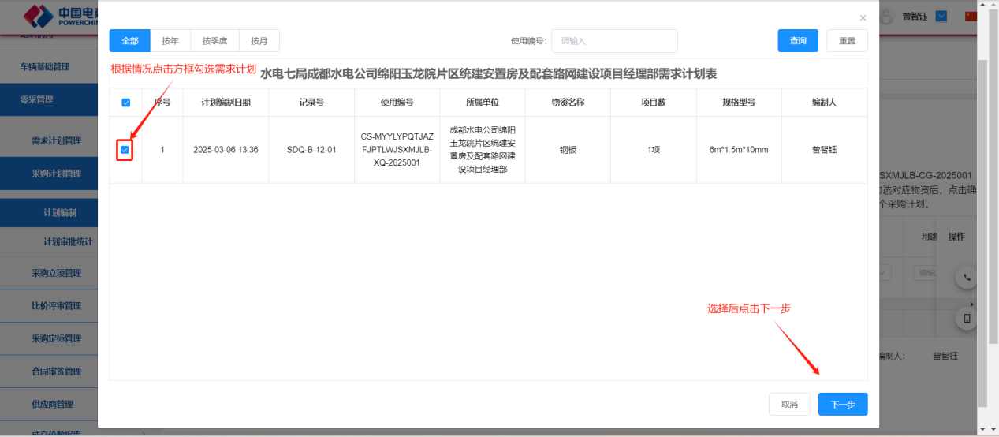 中国电
POWERCHIN
曾智钰
车辆基础管理
零采管理
需求计划管理
采购计划管理
计划编制
计划审批统计
采购立项管理
比价评审管理
采购定标管理
合同审签管理
供应商管理
成交价数据库
×
全部 按年 按季度 按月
使用编号: 请输入
查询 重置
根据情况点击方框勾选需求计划
水电七局成都水电公司绵阳玉龙院片区统建安置房及配套路网建设项目经理部需求计划表
序号 计划编制日期 记录号 使用编号 所属单位 物资名称 项目数 规格型号 编制人
1 2025-03-06 13:36 SDQ-B-12-01
CS-MYYLYPQTJAZ
FJPTLWJSXMJLB-
XQ-2025001
成都水电公司绵阳
玉龙院片区统建安
置房及配套路网建
设项目经理部
钢板 1项 6m*1.5m*10mm 曾智钰
选择后点击下一步
取消 下一步
SXMJLB-CG-2025001
勾选对应物资后，点击确
个采购计划。
用途 操作
请输
编制人: 曾智钰